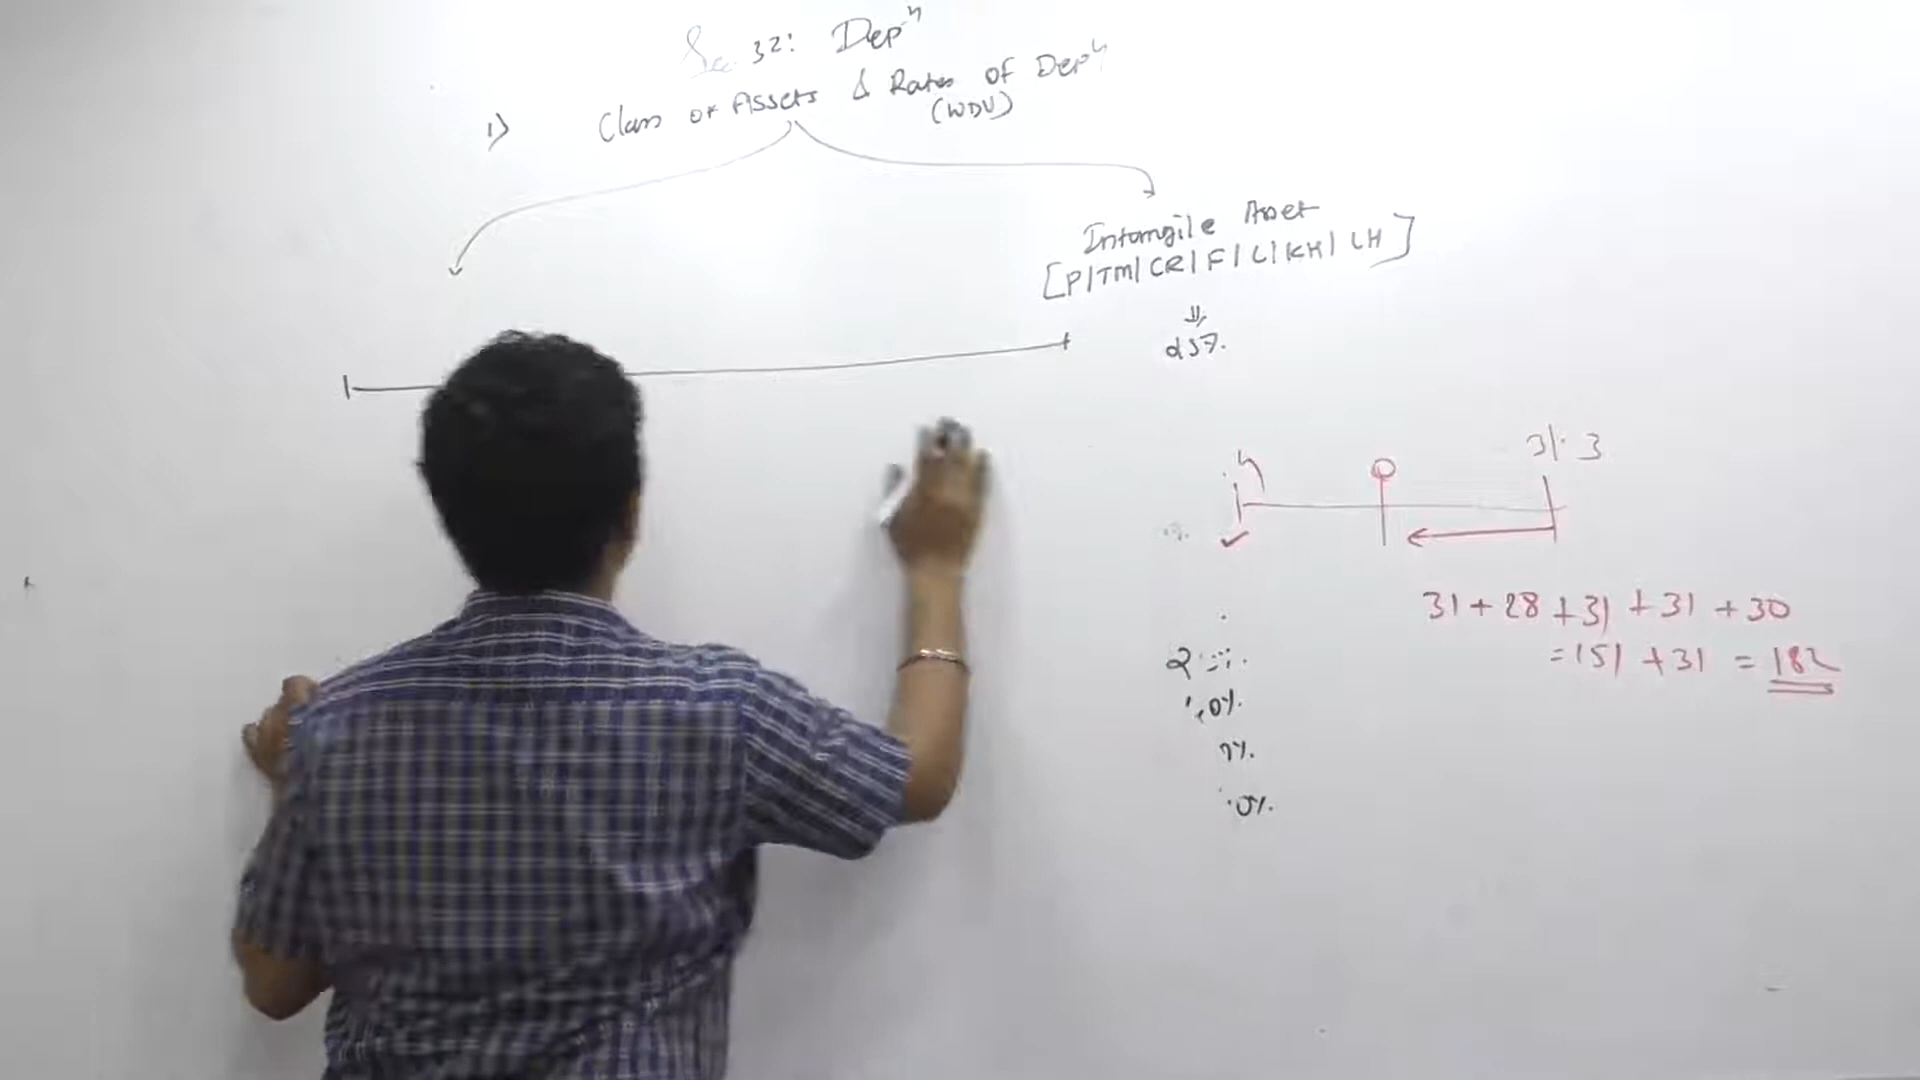 Sec 32: Depⁿ
1) Class of Assets & Rates of Depⁿ
(WDV)
Intangile Asset
[P/TM/CR/F/L/KH/LH]
⇓
25%.
31.3
31 + 28 + 31 + 31 + 30
= 151 + 31 = 182